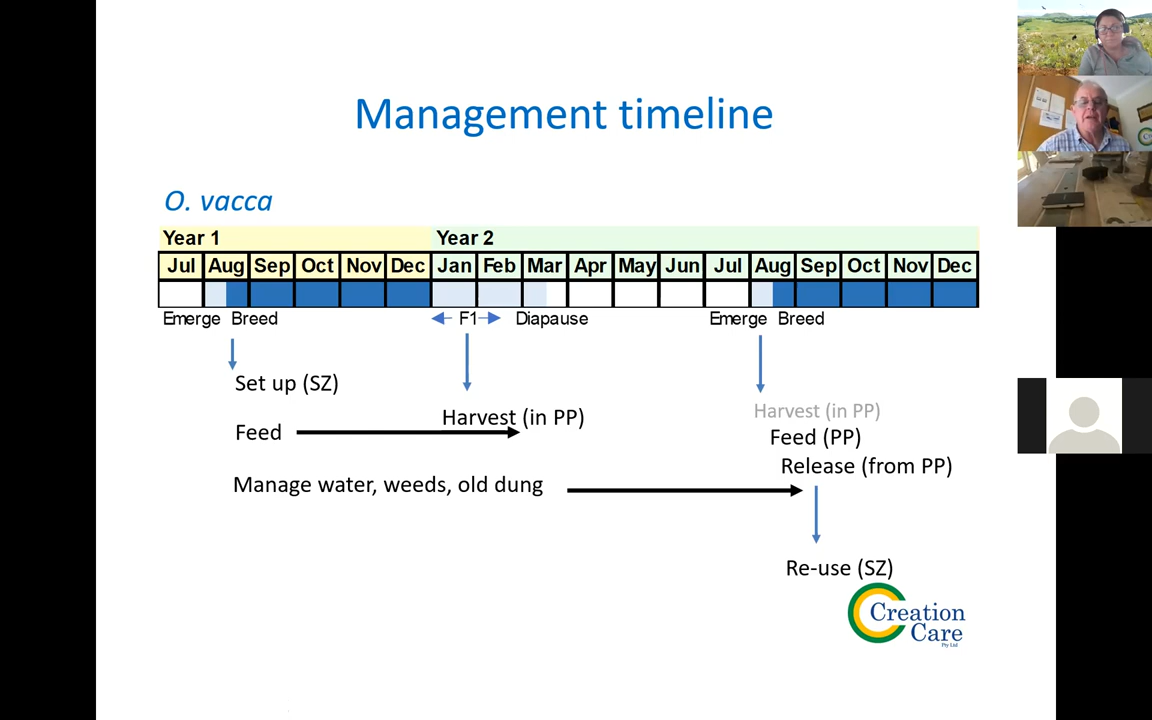 Management timeline
O. vacca
Year 1 Year 2
Jul Aug Sep Oct Nov Dec Jan Feb Mar Apr May Jun Jul Aug Sep Oct Nov Dec
Emerge Breed F1 Diapause Emerge Breed
Set up (SZ)
Harvest (in PP)
Harvest (in PP)
Feed
Feed (PP)
Release (from PP)
Manage water, weeds, old dung
Re-use (SZ)
Creation
Care
Pty Ltd